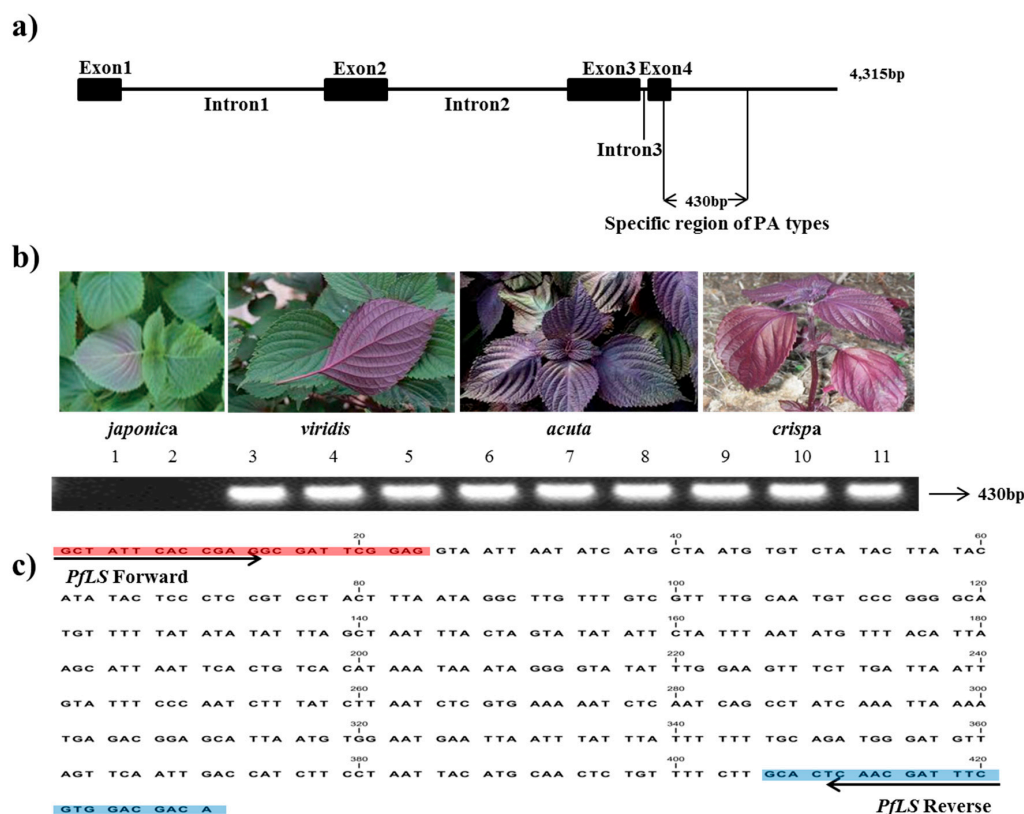 a)
Exon1 Exon2 Exon3 Exon4 4,315bp
Intron1 Intron2
Intron3
430bp
Specific region of PA types
b)
japonica viridis acuta crispa
1 2 3 4 5 6 7 8 9 10 11
430bp
20 40 60
GCT ATT CAC CGA GGC GAT TCG GAG GTA ATT AAT ATC ATG CTA ATG TGT CTA TAC TTA TAC
c)
PfLS Forward
80 100 120
ATA TAC TCC CTC CGT CCT ACT TTA ATA GGC TTG TTT GTC GTT TTG CAA TGT CCC GGG GCA
140 160 180
TGT TTT TAT ATA TAT TTA GCT AAT TTA CTA GTA TAT ATT CTA TTT AAT ATG TTT ACA TTA
200 220 240
AGC ATT AAT TCA CTG TCA CAT AAA TAA ATA GGG GTA TAT TTG GAA GTT TCT TGA TTA ATT
260 280 300
GTA TTT CCC AAT CTT TAT CTT AAT CTC GTG AAA AAT CTC AAT CAG CCT ATC AAA TTA AAA
320 340 360
TGA GAC GGA GCA TTA ATG TGG AAT GAA TTA ATT TAT TTA TTT TTT TGC AGA TGG GAT GTT
380 400 420
AGT TCA ATT GAC CAT CTT CCT AAT TAC ATG CAA CTC TGT TTT CTT GCA CTC AAC GAT TTC
GTG GAC GAC A
PfLS Reverse